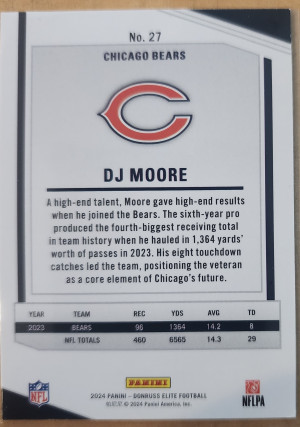 No. 27
CHICAGO BEARS
DJ MOORE
A high-end talent, Moore gave high-end results
when he joined the Bears. The sixth-year pro
produced the fourth-biggest receiving total
in team history when he hauled in 1,364 yards'
worth of passes in 2023. His eight touchdown
catches led the team, positioning the veteran
as a core element of Chicago's future.
YEAR TEAM REC YDS AVG TD
2023 BEARS 96 1364 14.2 8
NFL TOTALS 460 6565 14.3 29
NFL
PANINI
NFLPA
2024 PANINI - DONRUSS ELITE FOOTBALL
© 2024 Panini America, Inc.